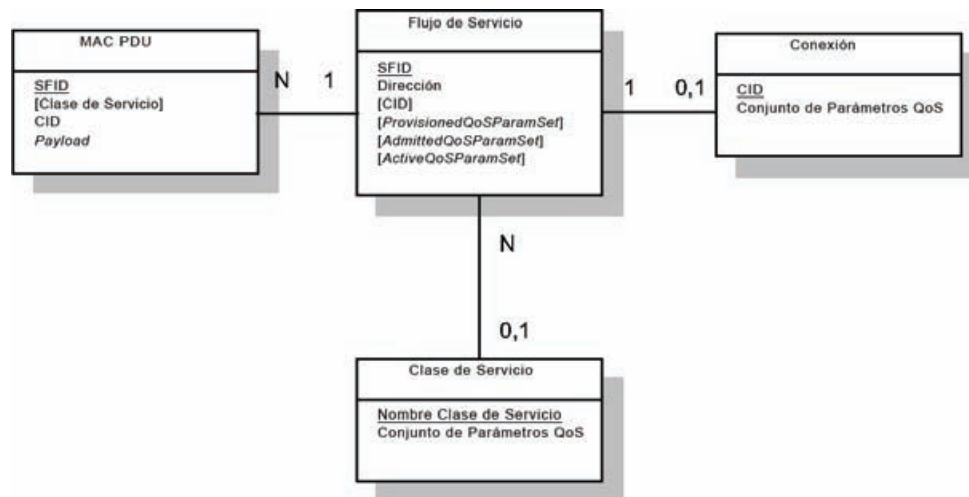 MAC PDU
SFID
[Clase de Servicio]
CID
Payload
N
1
Flujo de Servicio
SFID
Dirección
[CID]
[ProvisionedQoSParamSet]
[AdmittedQoSParamSet]
[ActiveQoSParamSet]
1
0,1
Conexión
CID
Conjunto de Parámetros QoS
N
0,1
Clase de Servicio
Nombre Clase de Servicio
Conjunto de Parámetros QoS